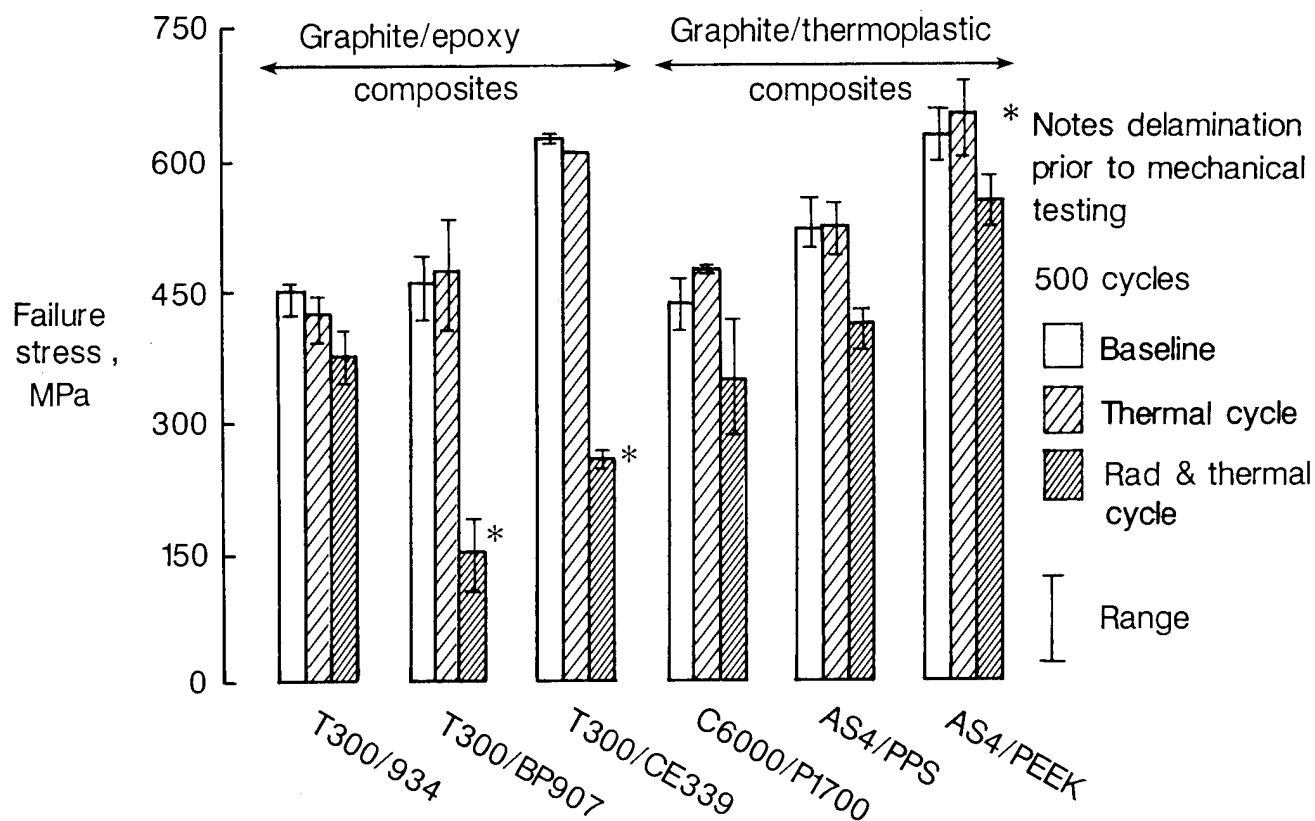 750
600
450
300
150
0
Failure
stress ,
MPa
Graphite/epoxy
composites
Graphite/thermoplastic
composites
* Notes delamination
prior to mechanical
testing
500 cycles
Baseline
Thermal cycle
Rad & thermal
cycle
Range
*
*
T300/934
T300/BP907
T300/CE339
C6000/P1700
AS4/PPS
AS4/PEEK